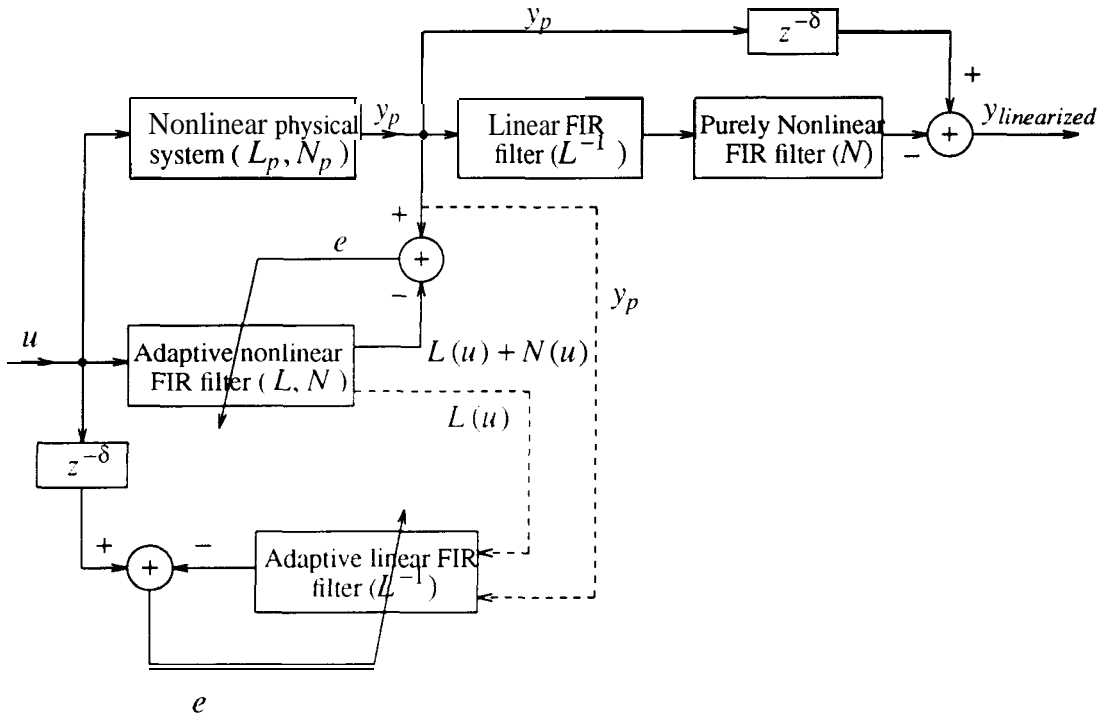 y_p
z^{-δ}
+
Nonlinear physical
system ( L_p , N_p )
y_p
Linear FIR
filter ( L^{-1} )
Purely Nonlinear
FIR filter ( N )
−
+
y_{linearized}
+
e
+
−
y_p
u
Adaptive nonlinear
FIR filter ( L, N )
L (u) + N (u)
L (u)
z^{-δ}
+
+
−
Adaptive linear FIR
filter ( L^{-1} )
e